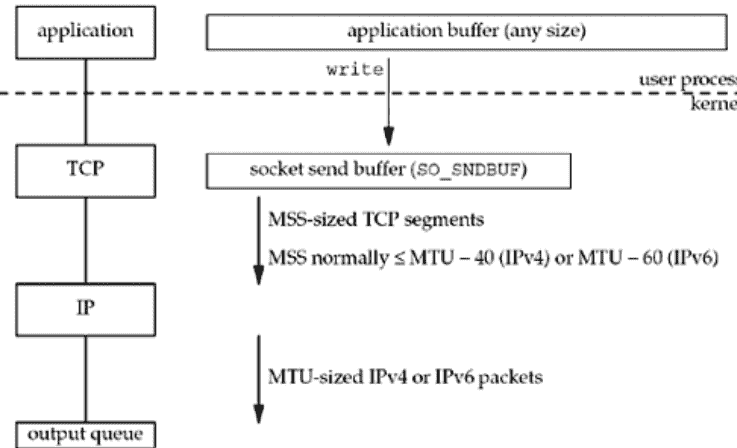 application
application buffer (any size)
write
user process
kerne
TCP
socket send buffer (SO_SNDBUF)
MSS-sized TCP segments
MSS normally ≤ MTU – 40 (IPv4) or MTU – 60 (IPv6)
IP
MTU-sized IPv4 or IPv6 packets
output queue